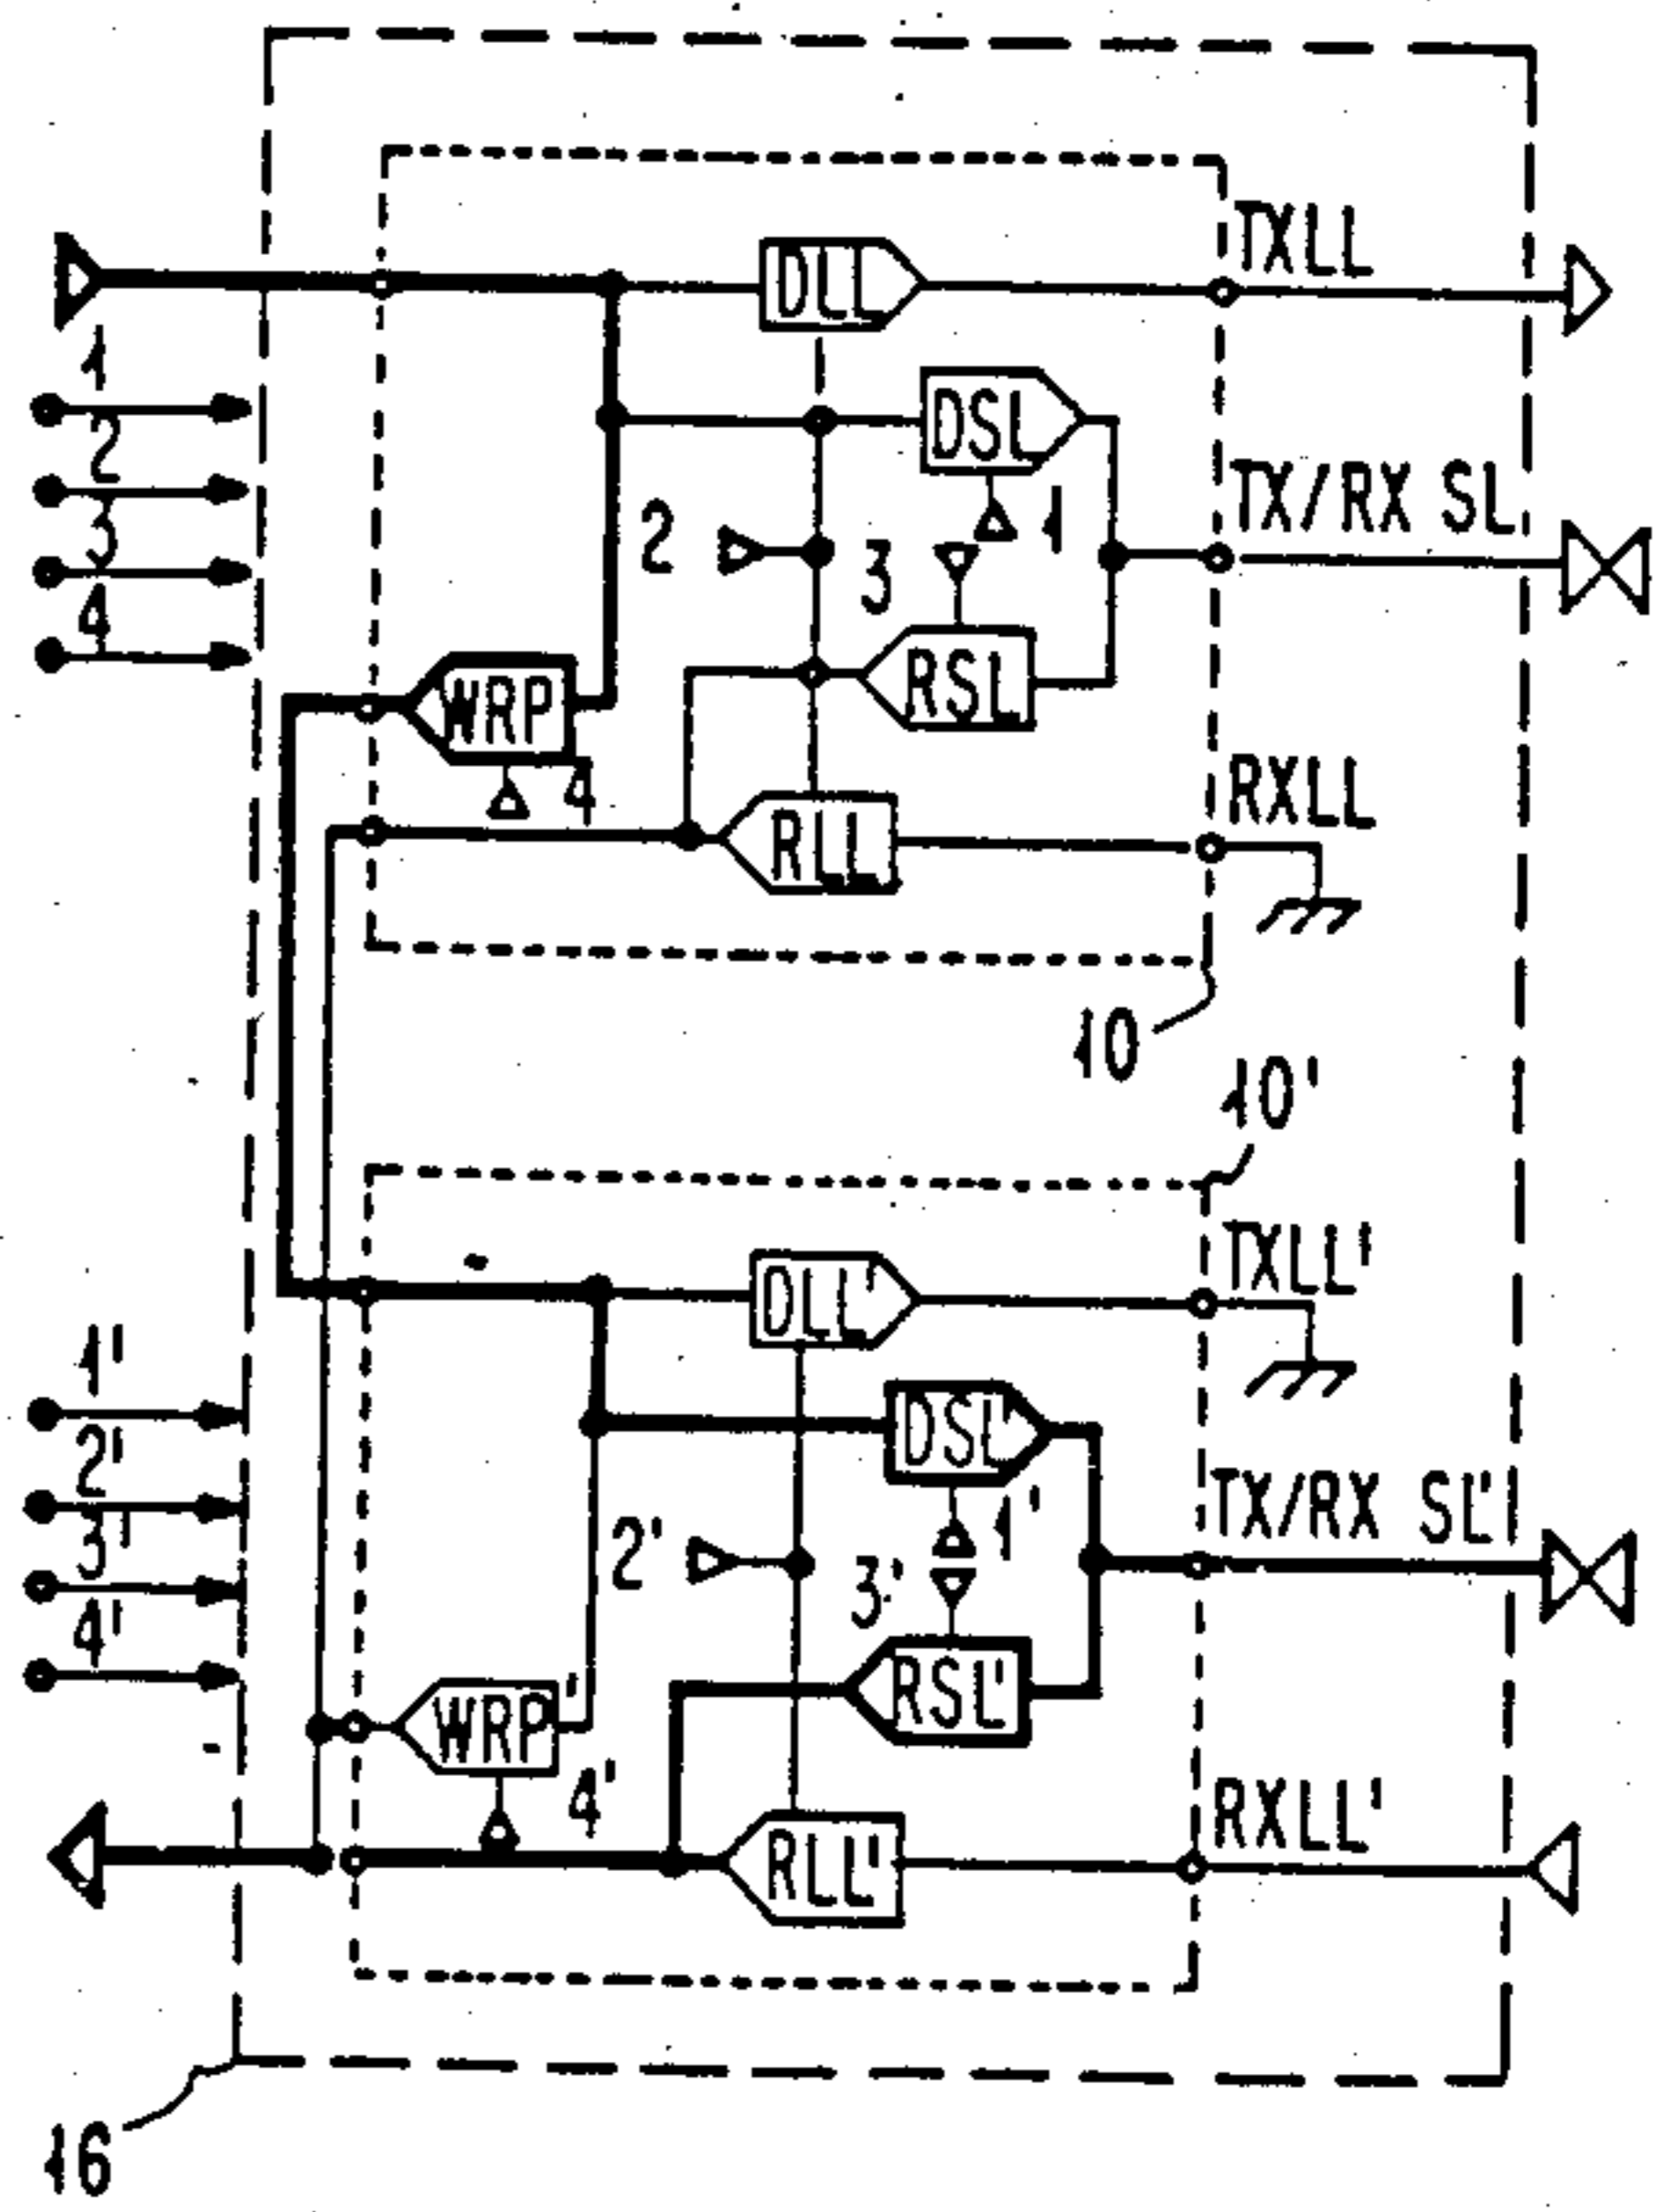 TXLL
DLL
1
DSL
2
TX/RX SL
2
1
3
3
4
RSL
WRP
4
RXLL
RLL
10
10'
TXLL'
DLL'
1'
DSL'
2'
TX/RX SL'
2'
1'
3'
3'
4'
RSL'
WRP'
4'
RXLL'
RLL'
16